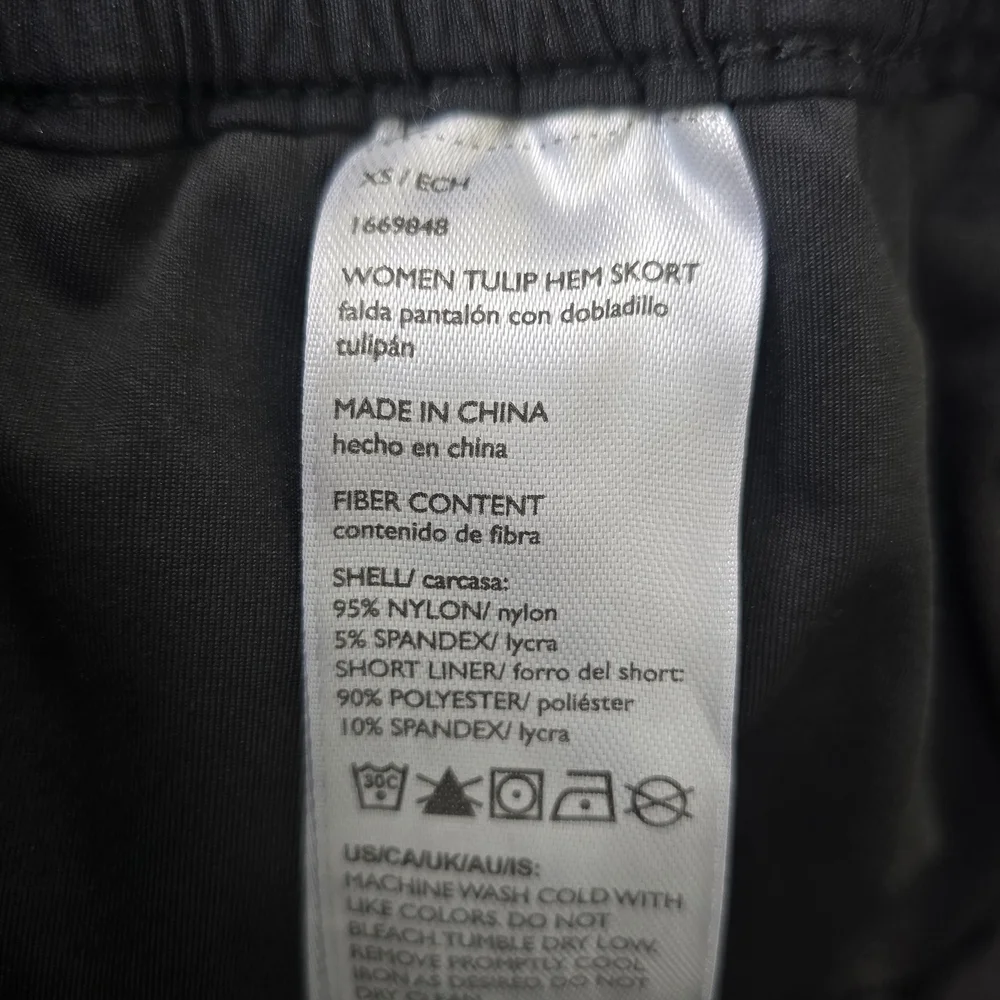 XS / ECH
1669848
WOMEN TULIP HEM SKORT
falda pantalón con dobladillo
tulipán
MADE IN CHINA
hecho en china
FIBER CONTENT
contenido de fibra
SHELL/ carcasa:
95% NYLON/ nylon
5% SPANDEX/ lycra
SHORT LINER/ forro del short:
90% POLYESTER/ poliéster
10% SPANDEX/ lycra
30C
US/CA/UK/AU/IS:
MACHINE WASH COLD WITH
LIKE COLORS. DO NOT
BLEACH. TUMBLE DRY LOW.
REMOVE PROMPTLY. COOL
IRON AS DESIRED. DO NOT
DRY CLEAN